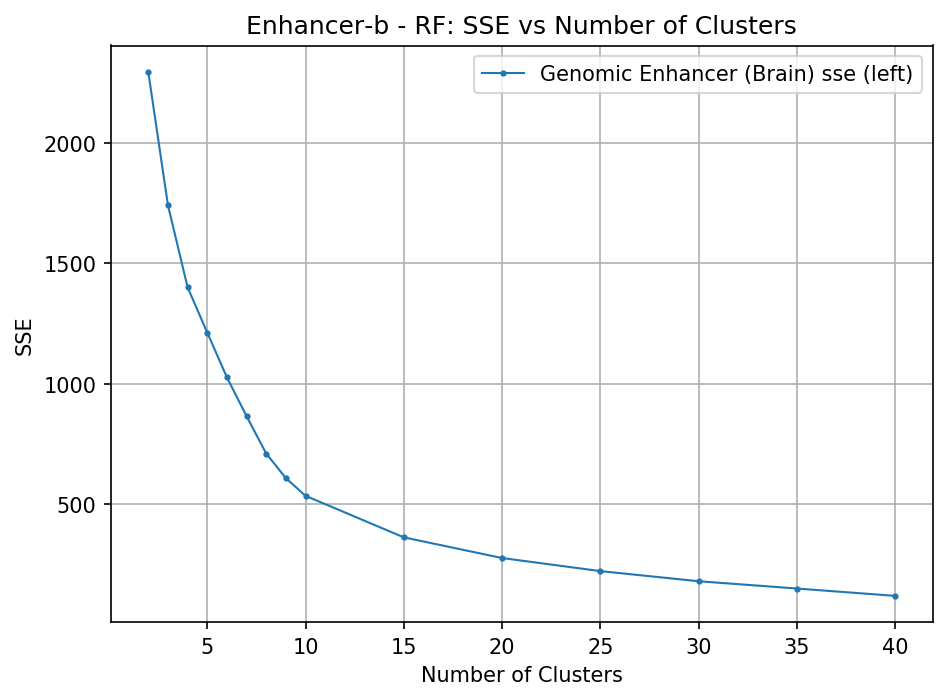 Enhancer-b - RF: SSE vs Number of Clusters
Genomic Enhancer (Brain) sse (left)
2000
1500
1000
500
SSE
5 10 15 20 25 30 35 40
Number of Clusters